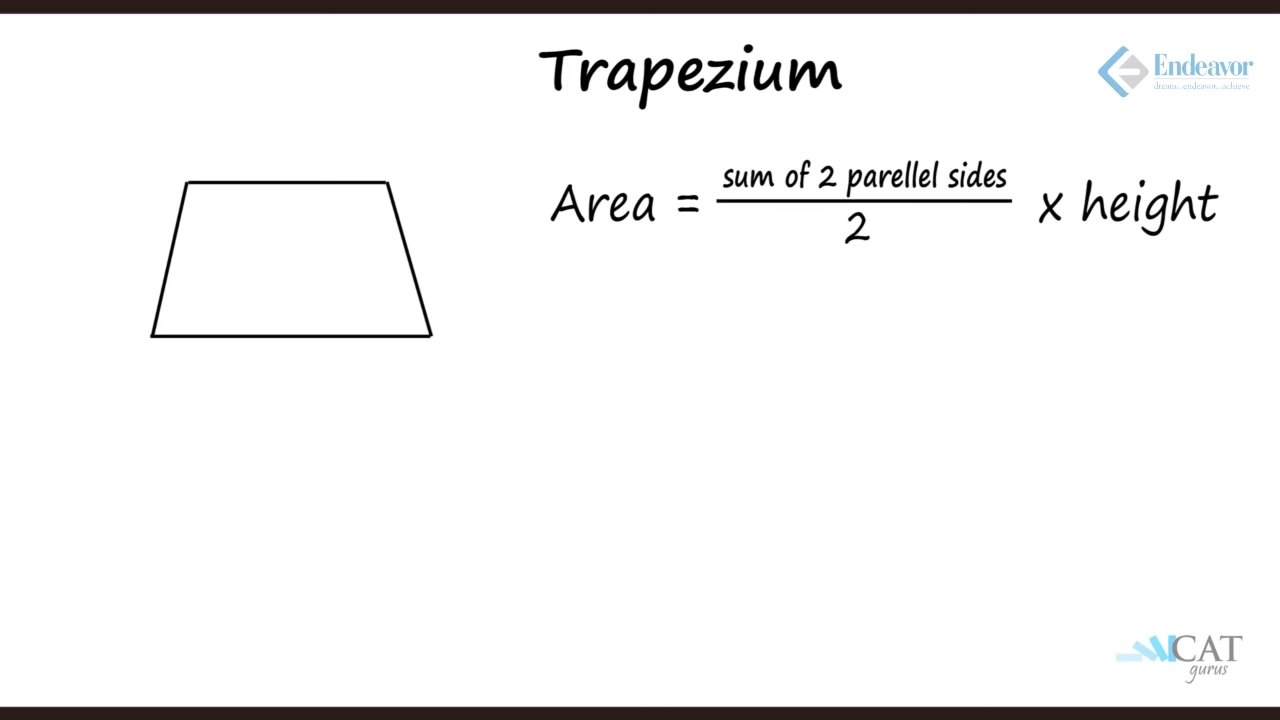 Trapezium
Endeavor
dream...endeavor...achieve
Area = sum of 2 parellel sides / 2 x height
CAT
gurus